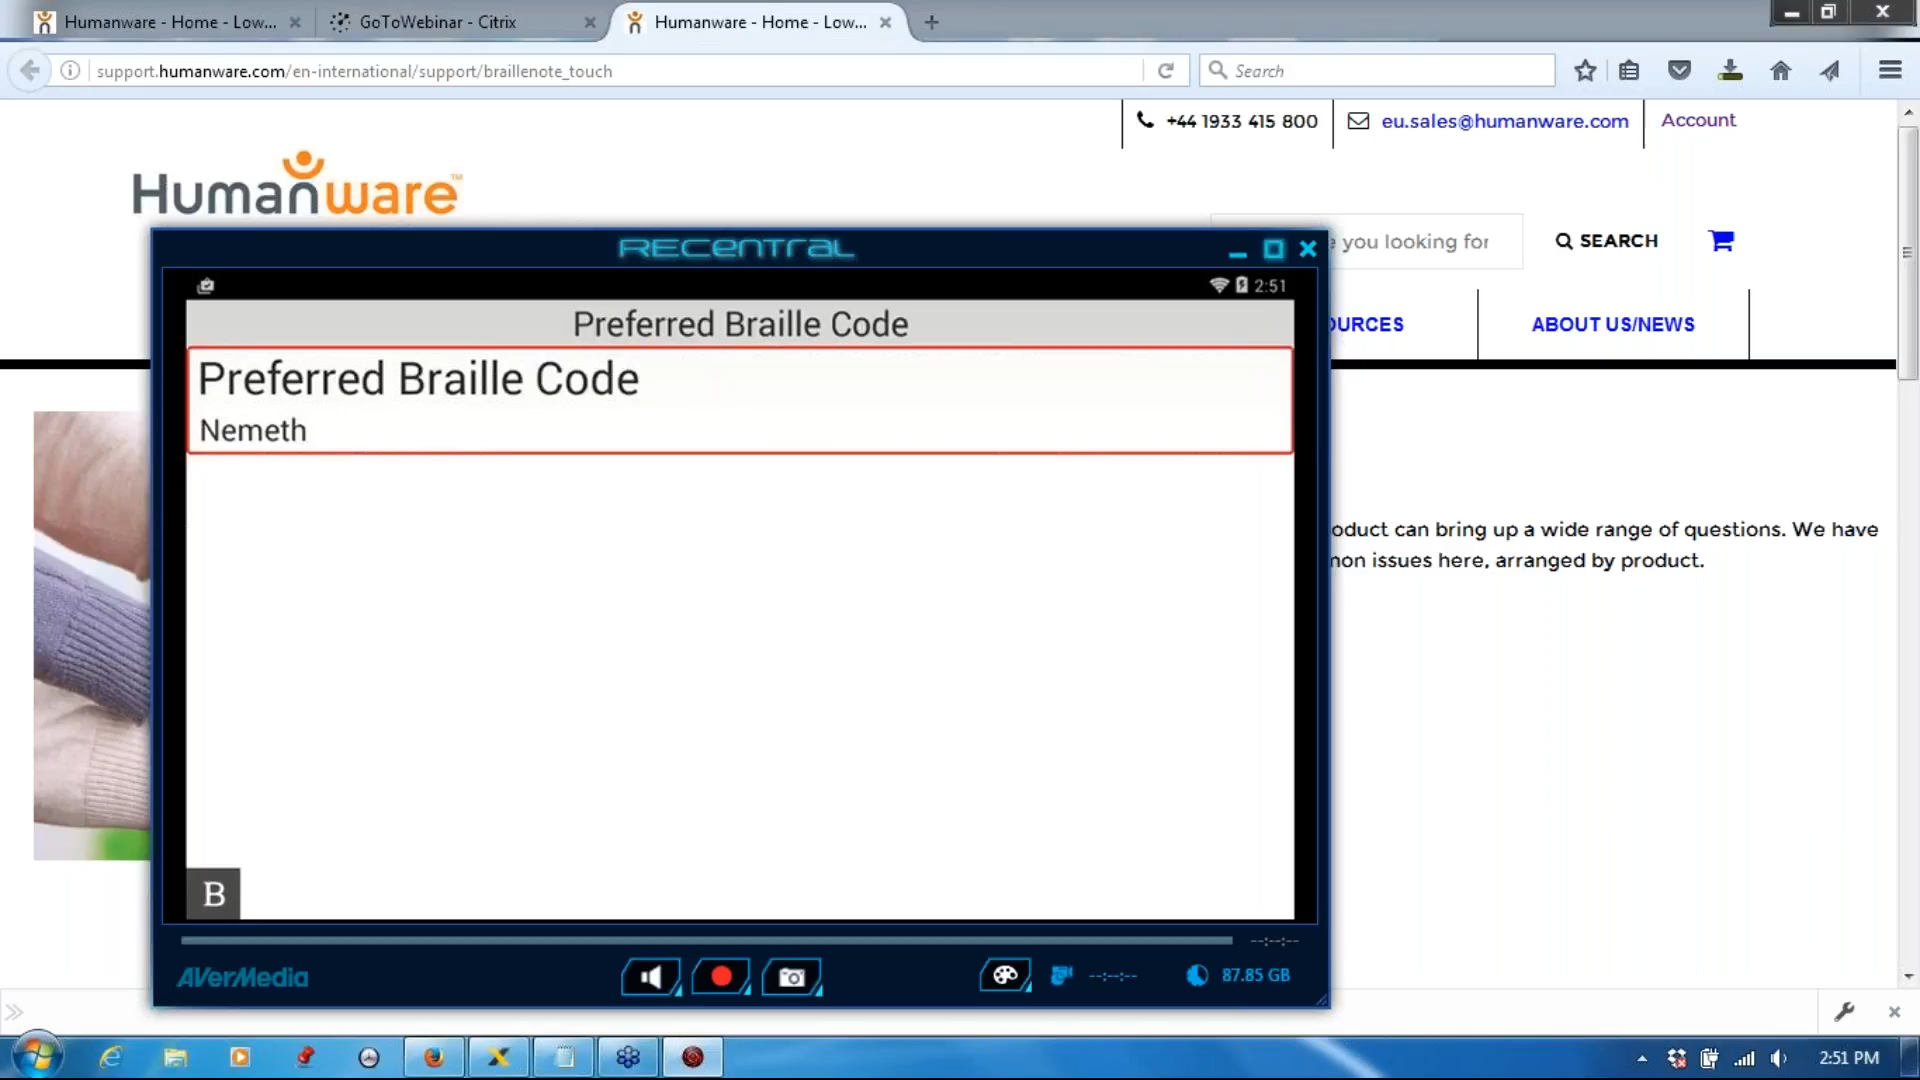 Humanware - Home - Low...
GoToWebinar - Citrix
Humanware - Home - Low...
support.humanware.com/en-international/support/braillenote_touch
Search
+44 1933 415 800
eu.sales@humanware.com
Account
Humanware™
e you looking for
SEARCH
OURCES
ABOUT US/NEWS
RECENTRAL
2:51
Preferred Braille Code
Preferred Braille Code
Nemeth
oduct can bring up a wide range of questions. We have
mon issues here, arranged by product.
B
--:--:--
AVerMedia
--:--:--
87.85 GB
2:51 PM